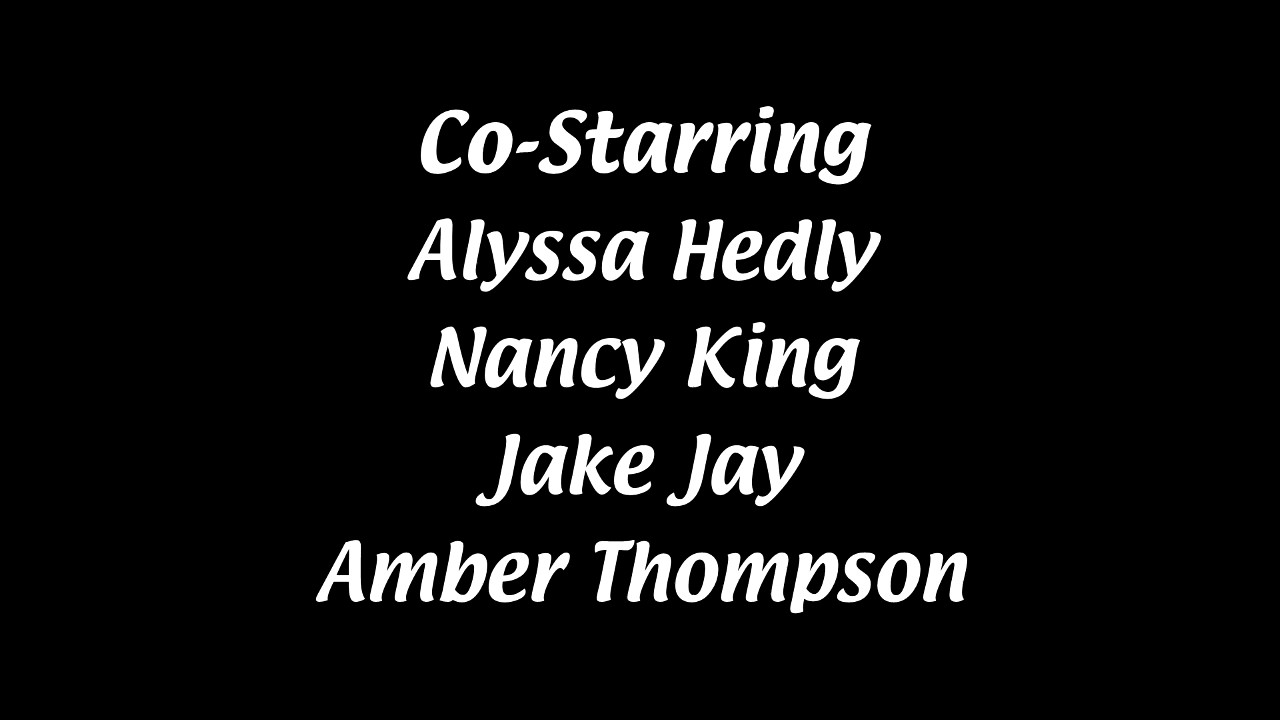 Co-Starring
Alyssa Hedly
Nancy King
Jake Jay
Amber Thompson